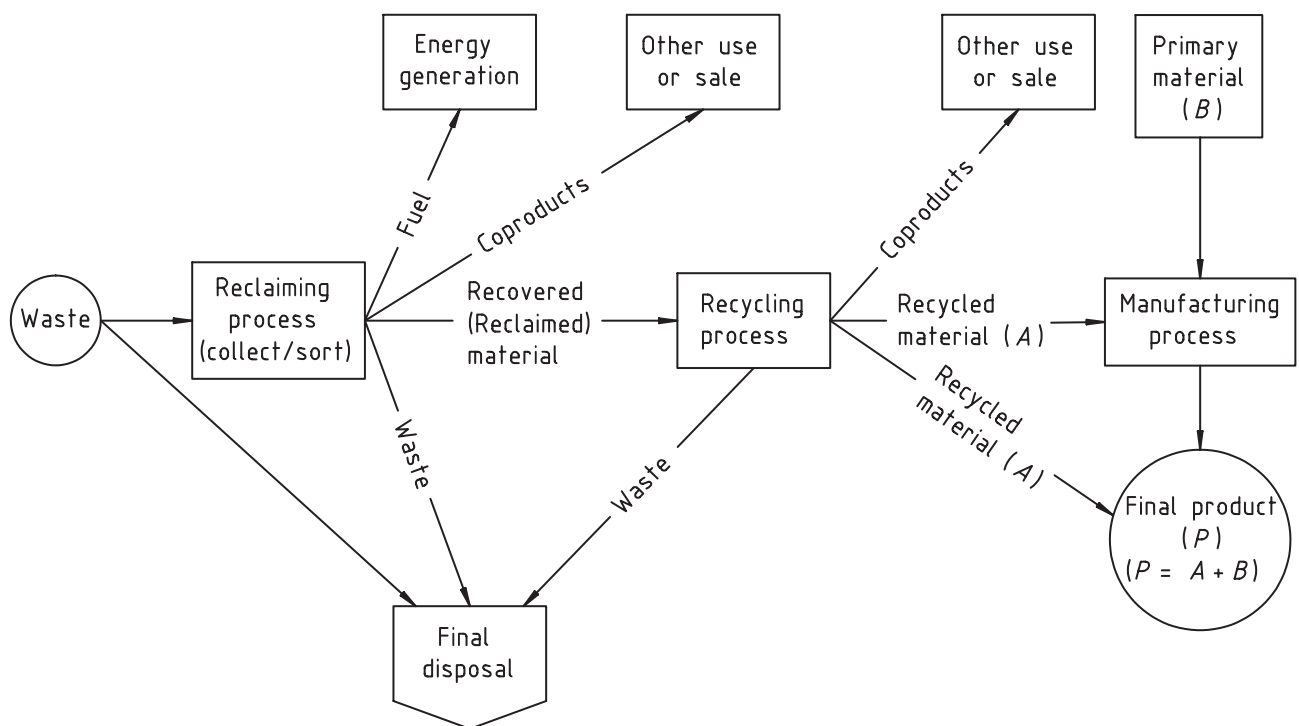 Energy
generation
Other use
or sale
Other use
or sale
Primary
material
(B)
Fuel
Coproducts
Coproducts
Waste
Reclaiming
process
(collect/sort)
Recovered
(Reclaimed)
material
Recycling
process
Recycled
material (A)
Manufacturing
process
Recycled
material (A)
Waste
Waste
Final product
(P)
(P = A + B)
Final
disposal